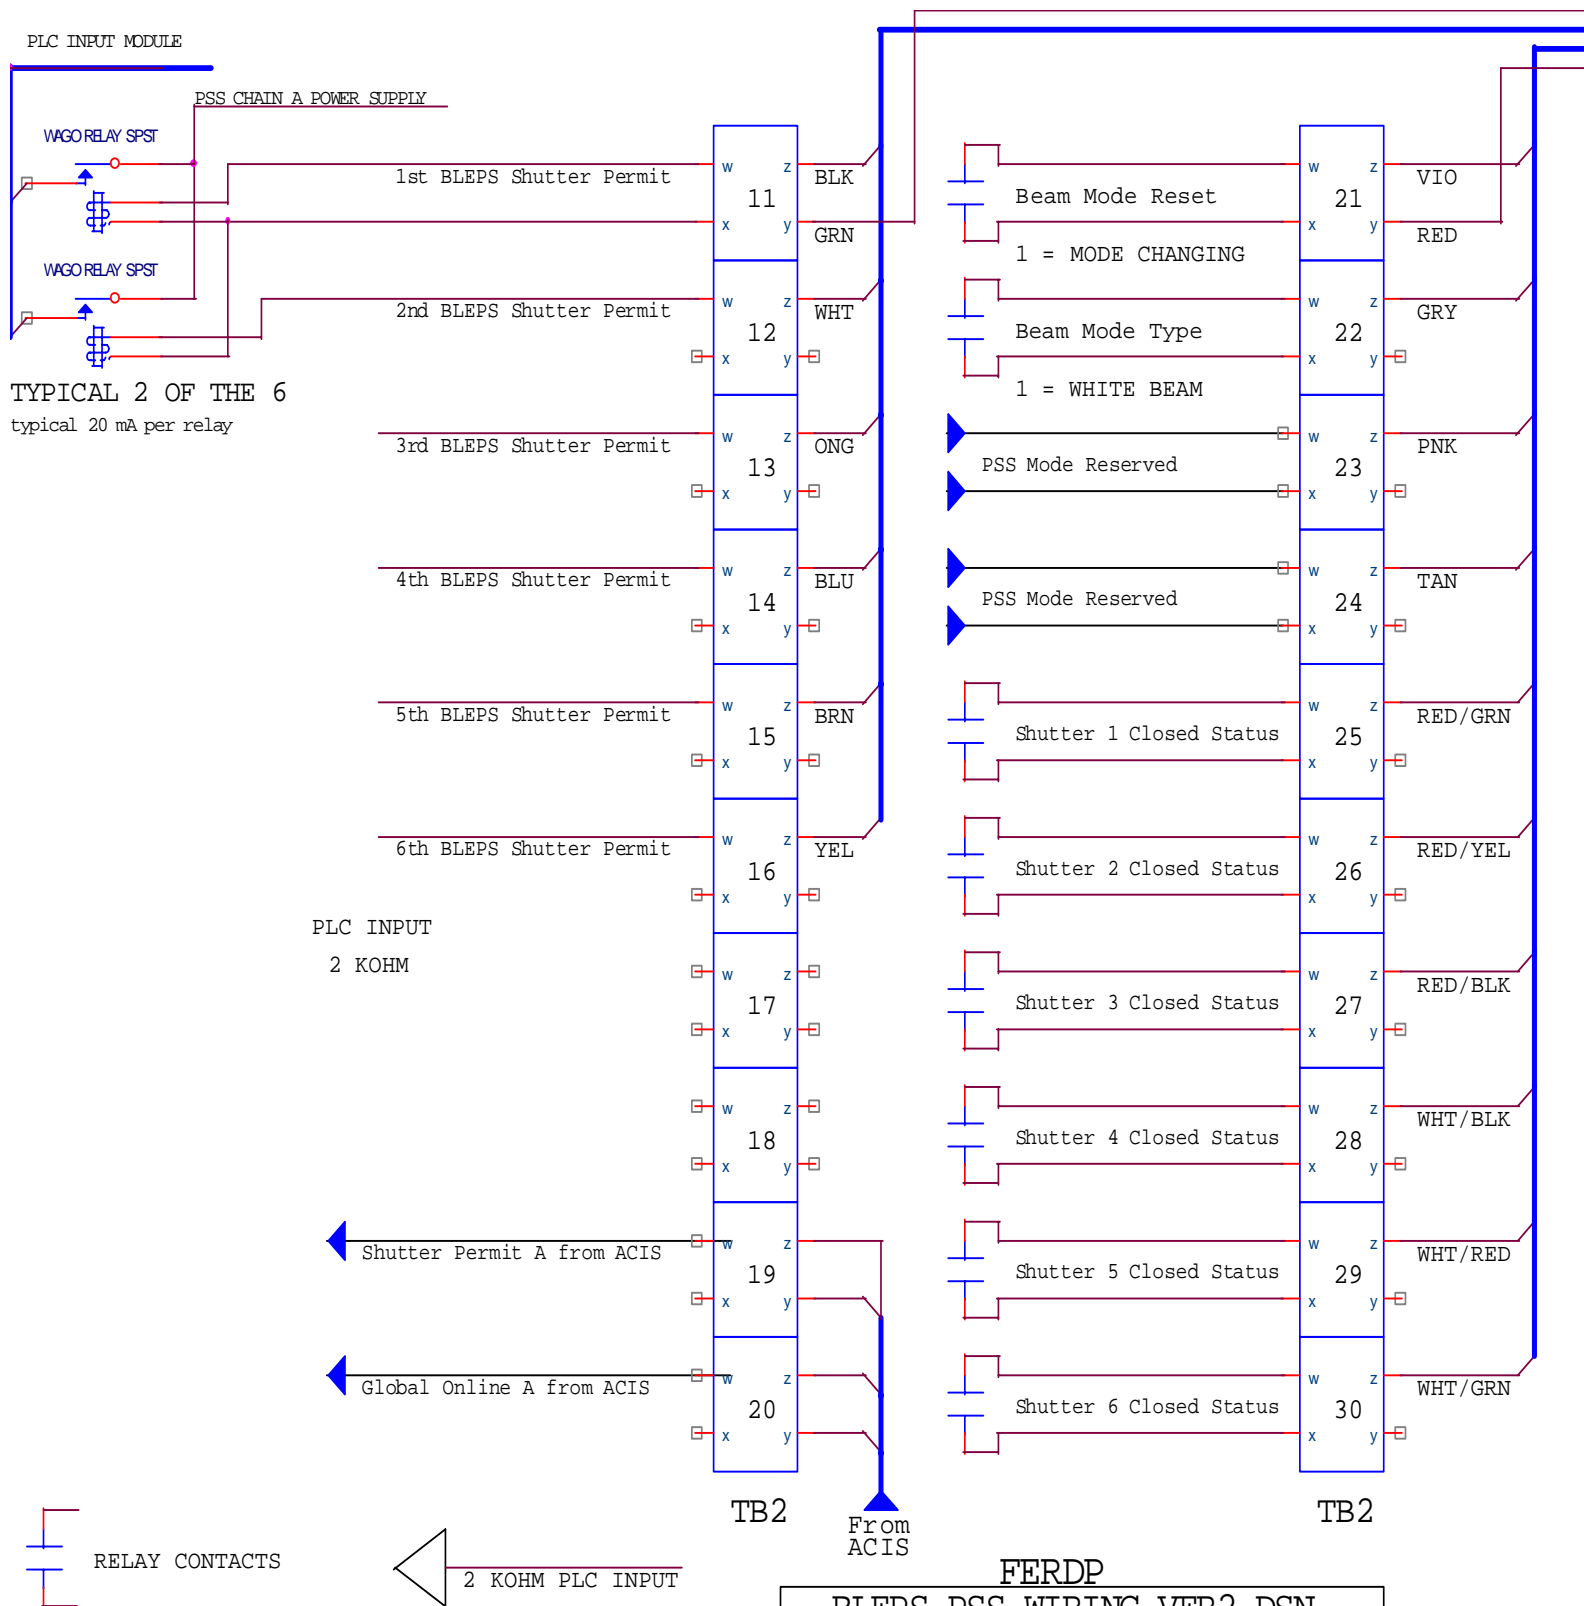 PLC INPUT MODULE
PSS CHAIN A POWER SUPPLY
WAGO RELAY SPST
WAGO RELAY SPST
TYPICAL 2 OF THE 6
typical 20 mA per relay
1st BLEPS Shutter Permit
w z
11
x y
BLK
GRN
2nd BLEPS Shutter Permit
w z
12
x y
WHT
3rd BLEPS Shutter Permit
w z
13
x y
ONG
4th BLEPS Shutter Permit
w z
14
x y
BLU
5th BLEPS Shutter Permit
w z
15
x y
BRN
6th BLEPS Shutter Permit
w z
16
x y
YEL
PLC INPUT
2 KOHM
w z
17
x y
w z
18
x y
Shutter Permit A from ACIS
w z
19
x y
Global Online A from ACIS
w z
20
x y
TB2
From
ACIS
Beam Mode Reset
1 = MODE CHANGING
w z
21
x y
VIO
RED
Beam Mode Type
1 = WHITE BEAM
w z
22
x y
GRY
PSS Mode Reserved
w z
23
x y
PNK
PSS Mode Reserved
w z
24
x y
TAN
Shutter 1 Closed Status
w z
25
x y
RED/GRN
Shutter 2 Closed Status
w z
26
x y
RED/YEL
Shutter 3 Closed Status
w z
27
x y
RED/BLK
Shutter 4 Closed Status
w z
28
x y
WHT/BLK
Shutter 5 Closed Status
w z
29
x y
WHT/RED
Shutter 6 Closed Status
w z
30
x y
WHT/GRN
TB2
RELAY CONTACTS
2 KOHM PLC INPUT
FERDP
BLEPS PSS WIRING VER2.DSN